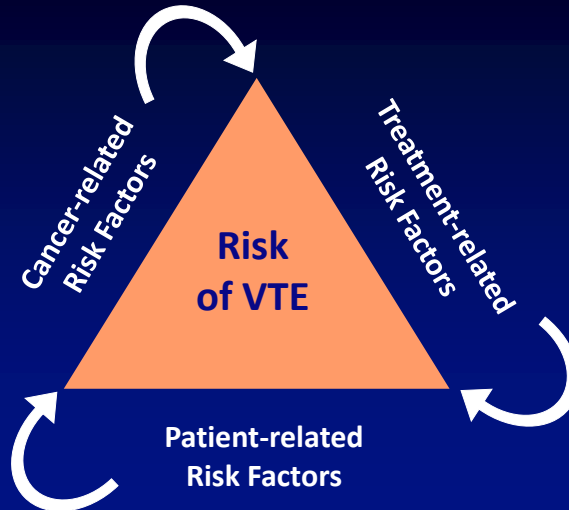 Cancer-related
Risk Factors
Treatment-related
Risk Factors
Risk
of VTE
Patient-related
Risk Factors